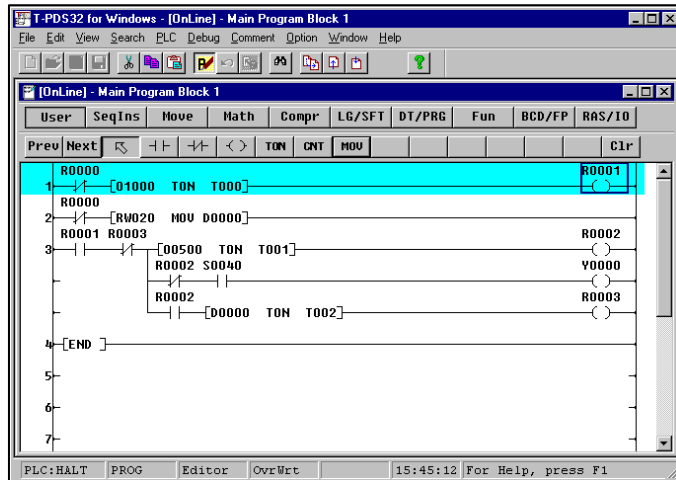 T-PDS32 for Windows - [OnLine] - Main Program Block 1
File Edit View Search PLC Debug Comment Option Window Help
[OnLine] - Main Program Block 1
User SeqIns Move Math Compr LG/SFT DT/PRG Fun BCD/FP RAS/IO
Prev Next TON CNT MOV Clr
R0000 R0001
1 [01000 TON T000]
R0000
2 [RW020 MOV D0000]
R0001 R0003 R0002
3 [00500 TON T001]
R0002 S0040 Y0000
R0002 R0003
[D0000 TON T002]
4 [END ]
5
6
7
PLC:HALT PROG Editor OvrWrt 15:45:12 For Help, press F1